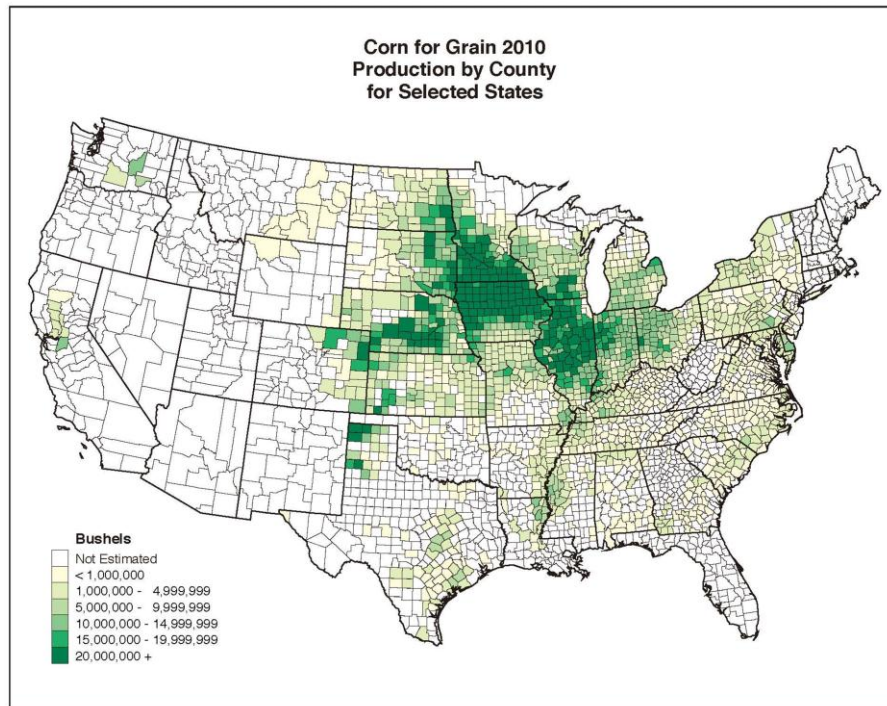 Corn for Grain 2010
Production by County
for Selected States
Bushels
Not Estimated
< 1,000,000
1,000,000 - 4,999,999
5,000,000 - 9,999,999
10,000,000 - 14,999,999
15,000,000 - 19,999,999
20,000,000 +